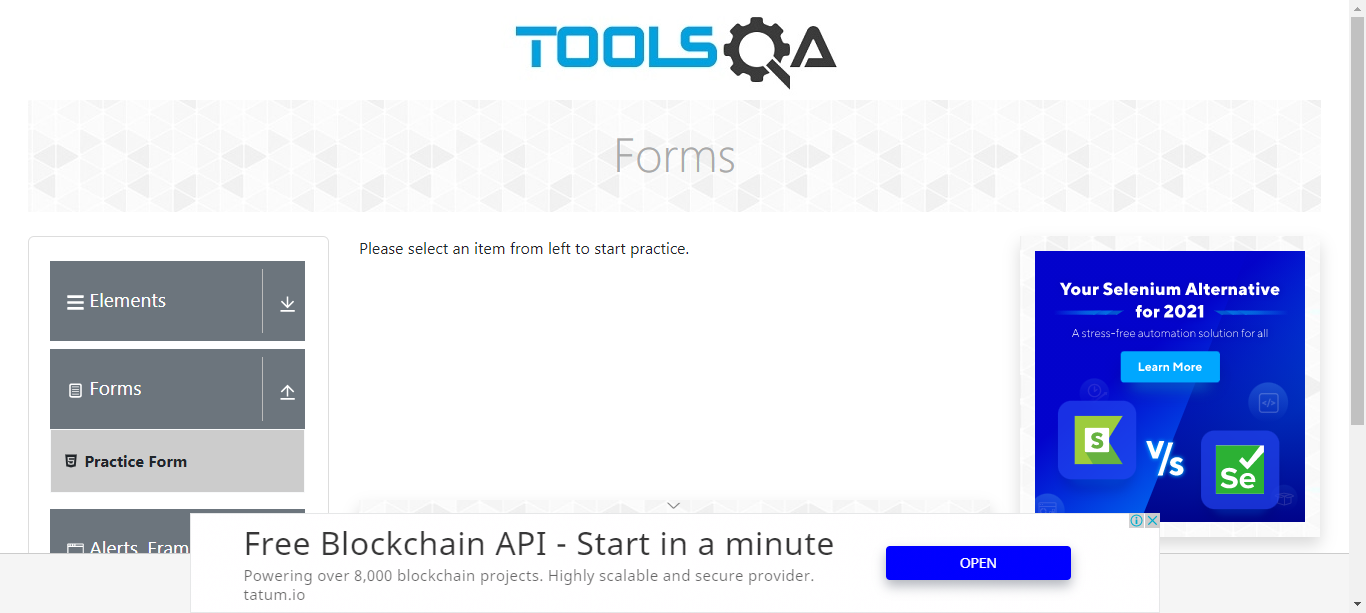 TOOLSQA
Forms
Elements
Forms
Practice Form
Alerts, Fram
Please select an item from left to start practice.
Your Selenium Alternative
for 2021
A stress-free automation solution for all
Learn More
S
V/s
Se
Free Blockchain API - Start in a minute
Powering over 8,000 blockchain projects. Highly scalable and secure provider.
tatum.io
OPEN